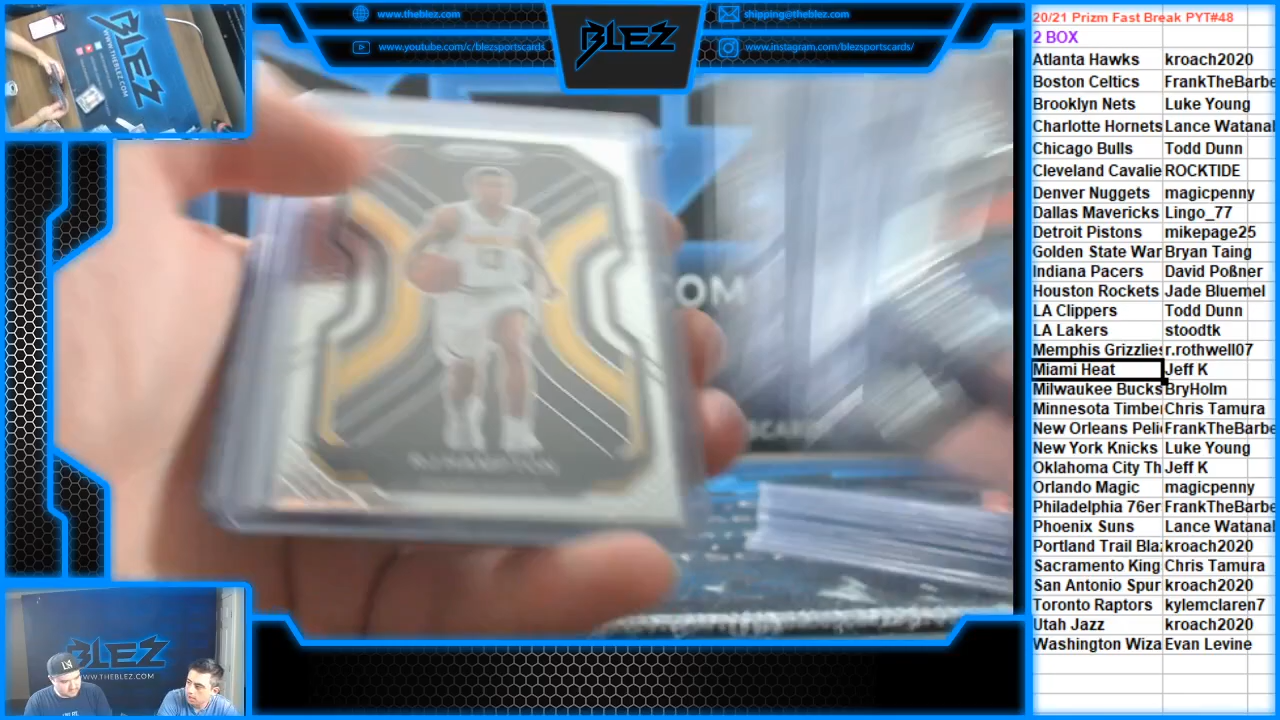 www.theblez.com
shipping@theblez.com
www.youtube.com/c/blezsportscards
www.instagram.com/blezsportscards/
BLEZ
BLEZ
.COM
BLEZ
THEBLEZ.COM
20/21 Prizm Fast Break PYT#48
2 BOX
Atlanta Hawks kroach2020
Boston Celtics FrankTheBarbe
Brooklyn Nets Luke Young
Charlotte Hornets Lance Watanal
Chicago Bulls Todd Dunn
Cleveland Cavalie ROCKTIDE
Denver Nuggets magicpenny
Dallas Mavericks Lingo_77
Detroit Pistons mikepage25
Golden State War Bryan Taing
Indiana Pacers David Poßner
Houston Rockets Jade Bluemel
LA Clippers Todd Dunn
LA Lakers stoodtk
Memphis Grizzlies r.rothwell07
Miami Heat Jeff K
Milwaukee Bucks BryHolm
Minnesota Timber Chris Tamura
New Orleans Peli FrankTheBarbe
New York Knicks Luke Young
Oklahoma City Th Jeff K
Orlando Magic magicpenny
Philadelphia 76er FrankTheBarbe
Phoenix Suns Lance Watanal
Portland Trail Bla kroach2020
Sacramento King Chris Tamura
San Antonio Spur kroach2020
Toronto Raptors kylemclaren7
Utah Jazz kroach2020
Washington Wiza Evan Levine